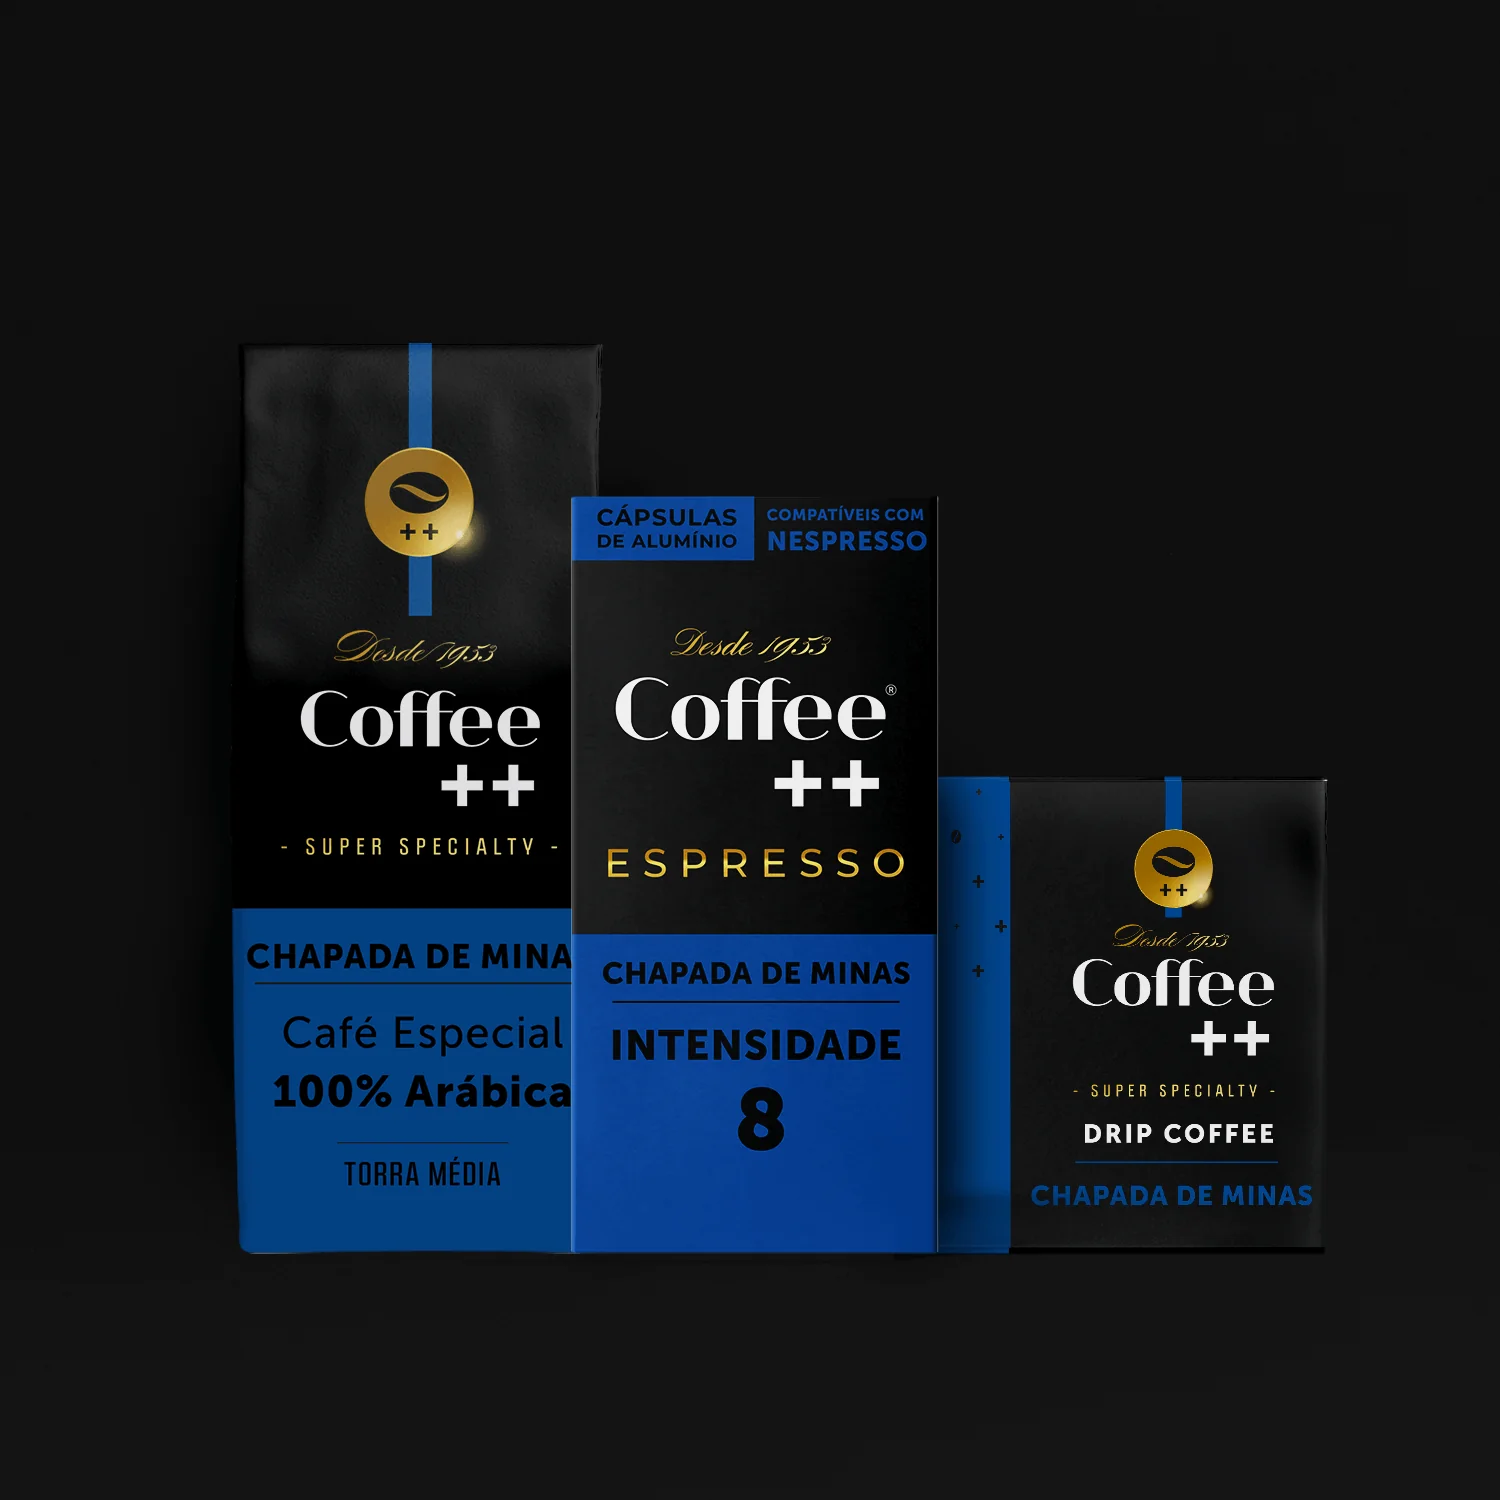 ++
Desde 1953
Coffee
++
- SUPER SPECIALTY -
CHAPADA DE MINA
Café Especial
100% Arábica
TORRA MÉDIA
CÁPSULAS
DE ALUMÍNIO
COMPATÍVEIS COM
NESPRESSO
Desde 1953
Coffee®
++
ESPRESSO
CHAPADA DE MINAS
INTENSIDADE
8
++
Desde 1953
Coffee
++
- SUPER SPECIALTY -
DRIP COFFEE
CHAPADA DE MINAS